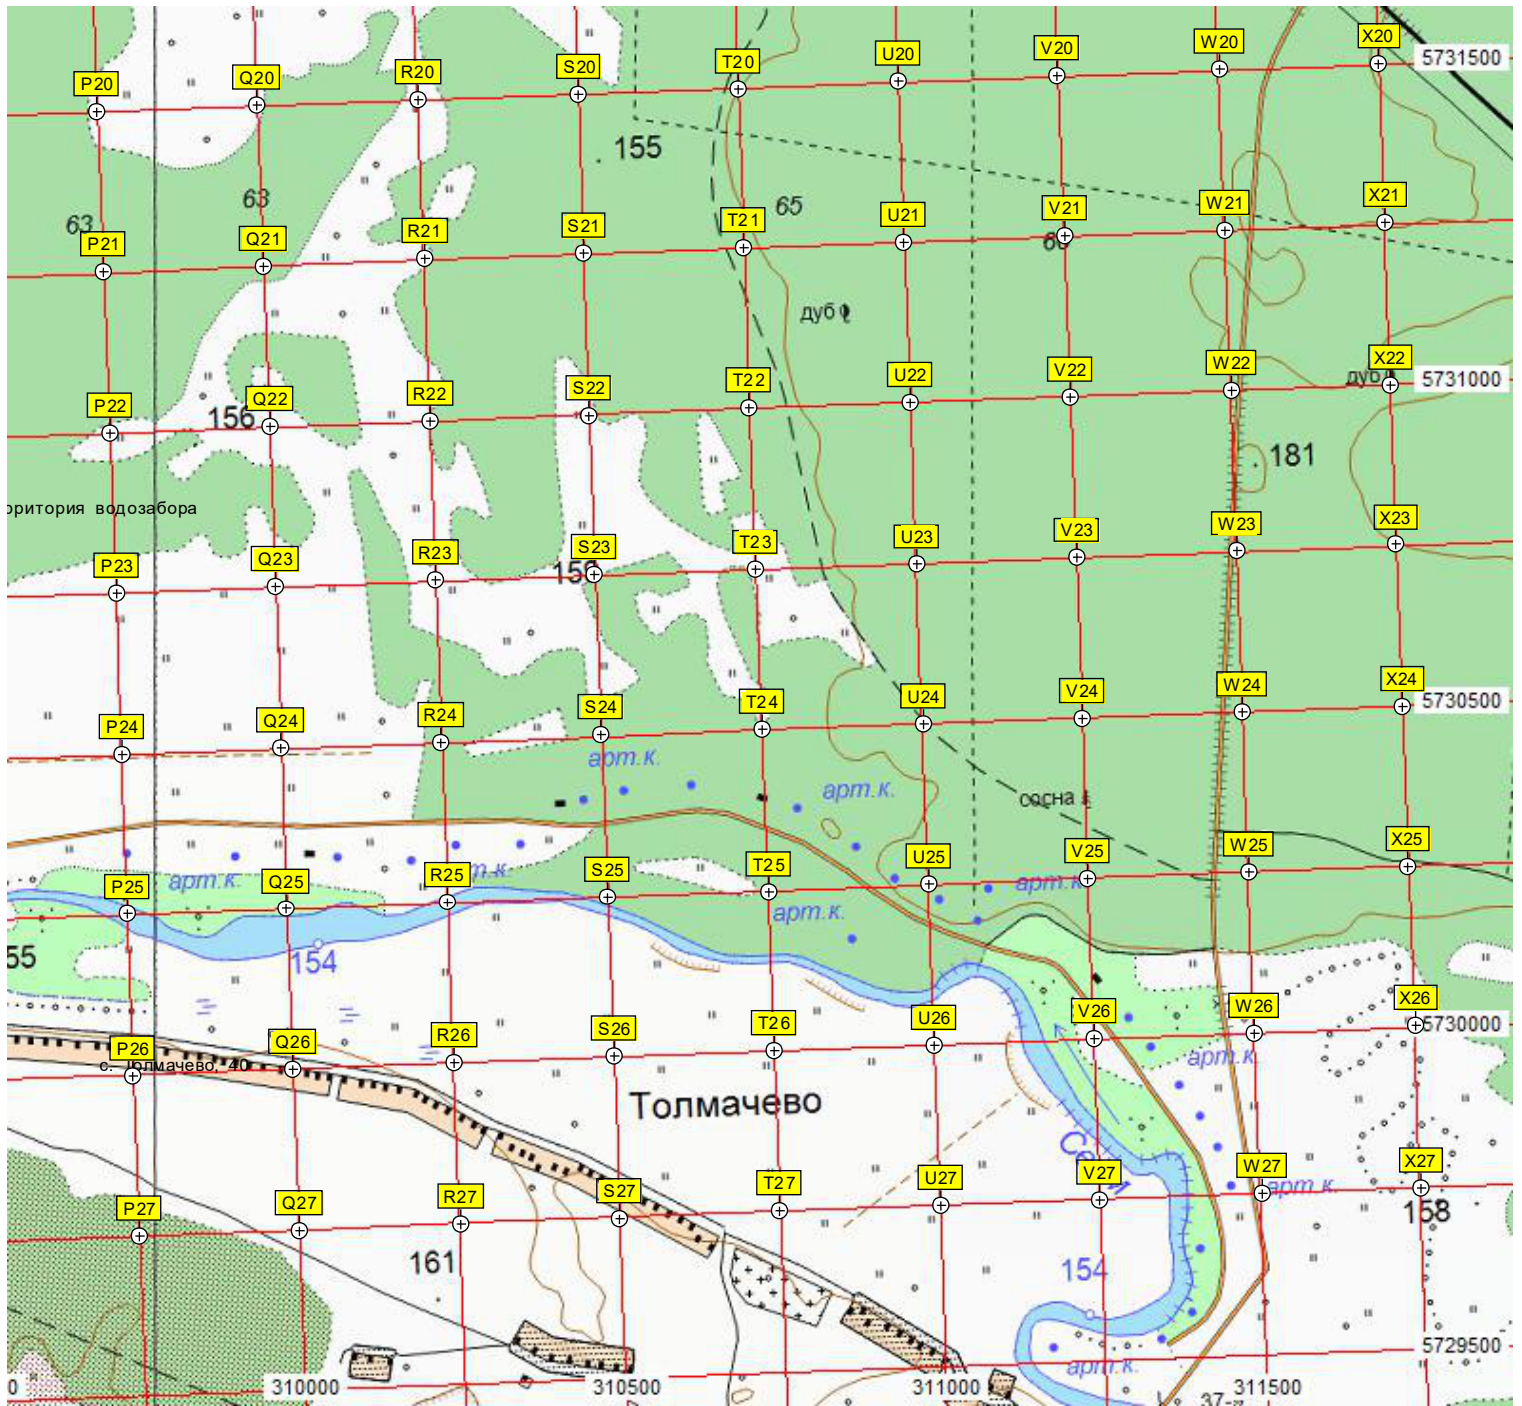 P20 Q20 R20 S20 T20 U20 V20 W20 X20 5731500
155
63 63 65
P21 Q21 R21 S21 T21 U21 V21 W21 X21
дуб
P22 Q22 R22 S22 T22 U22 V22 W22 X22 5731000
дуб
156
181
водозабора
P23 Q23 R23 S23 T23 U23 V23 W23 X23
P24 Q24 R24 S24 T24 U24 V24 W24 X24 5730500
арт.к.
арт.к.
сосна
P25 Q25 R25 S25 T25 U25 V25 W25 X25
арт.к. арт.к.
арт.к.
55 154
P26 Q26 R26 S26 T26 U26 V26 W26 X26 5730000
с. Толмачево, 40
арт.к.
Толмачево
Сейм
P27 Q27 R27 S27 T27 U27 V27 W27 X27
арт.к.
158
161 154
5729500
арт.к.
0 310000 310500 311000 311500